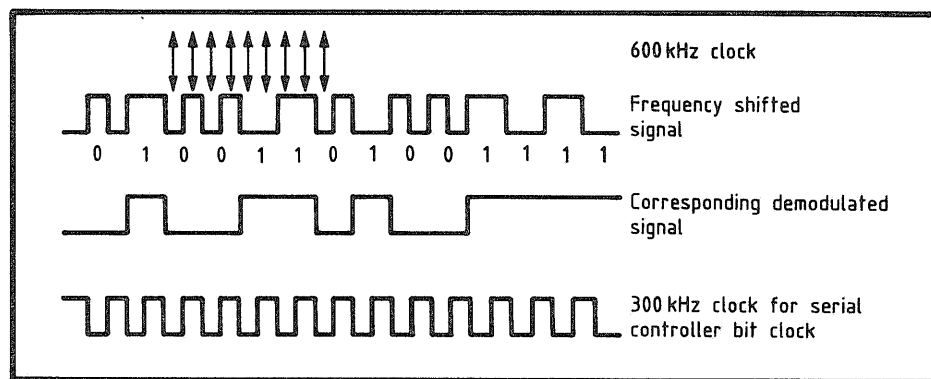 600 kHz clock
Frequency shifted
signal
0 1 0 0 1 1 0 1 0 0 1 1 1 1
Corresponding demodulated
signal
300 kHz clock for serial
controller bit clock